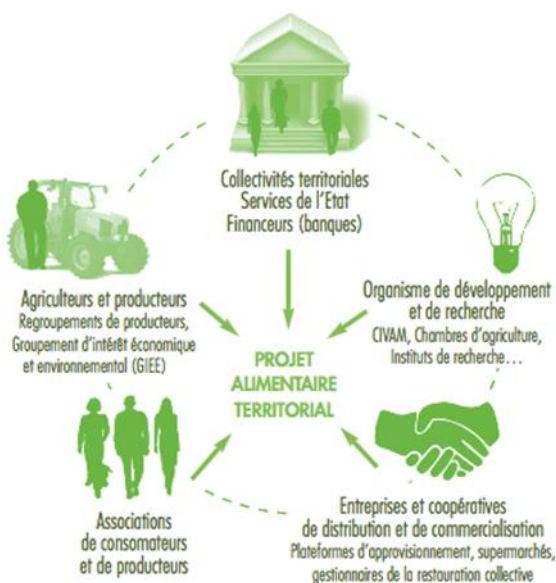 Collectivités territoriales
Services de l'Etat
Financeurs (banques)
Agriculteurs et producteurs
Regroupements de producteurs,
Groupement d'intérêt économique
et environnemental (GIEE)
Organisme de développement
et de recherche
CIVAM, Chambres d'agriculture,
Instituts de recherche...
PROJET
ALIMENTAIRE
TERRITORIAL
Associations
de consomateurs
et de producteurs
Entreprises et coopératives
de distribution et de commercialisation
Plateformes d'approvisionnement, supermarchés,
gestionnaires de la restauration collective